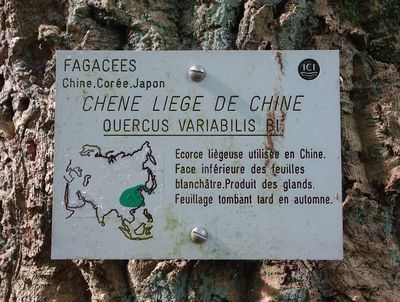 FAGACEES
Chine.Corée.Japon
ICI
CHENE LIEGE DE CHINE
QUERCUS VARIABILIS Bl.
Ecorce liègeuse utilisée en Chine.
Face inférieure des feuilles
blanchâtre.Produit des glands.
Feuillage tombant tard en automne.